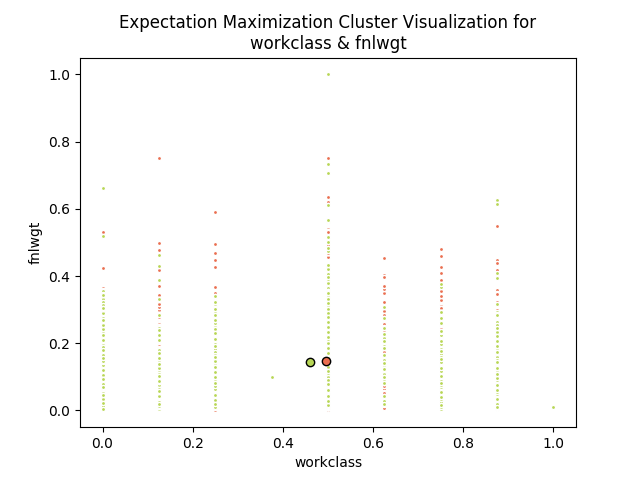 Expectation Maximization Cluster Visualization for
workclass & fnlwgt
1.0
0.8
0.6
0.4
0.2
0.0
fnlwgt
0.0 0.2 0.4 0.6 0.8 1.0
workclass